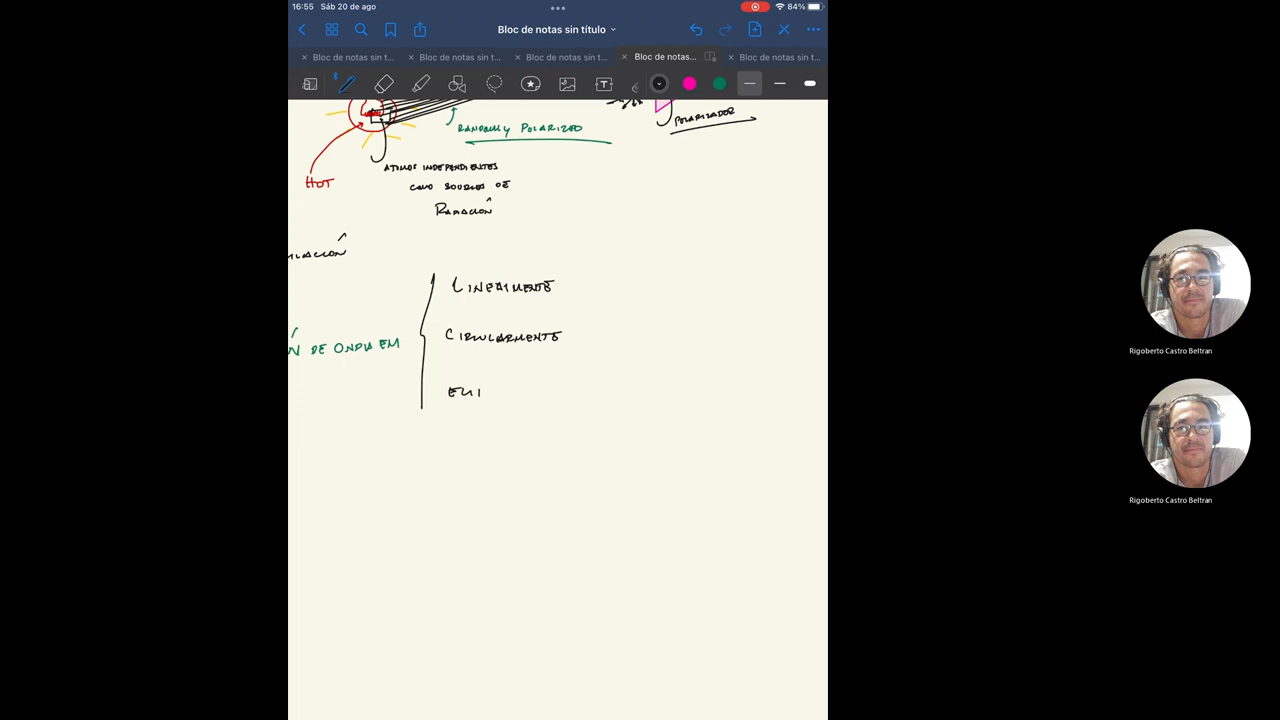 16:55 Sáb 20 de ago
84%
Bloc de notas sin título
Bloc de notas sin t...
Bloc de notas sin t...
Bloc de notas sin t...
Bloc de notas...
Bloc de notas sin t...
RANDOMLY POLARIZED
POLARIZADOR
HOT
ATOMOS INDEPENDIENTES
COMO SOURCES DE
RADIACIÓN
N DE ONDA EM
LINEALMENTE
CIRCULARMENTE
ELI
Rigoberto Castro Beltran
Rigoberto Castro Beltran